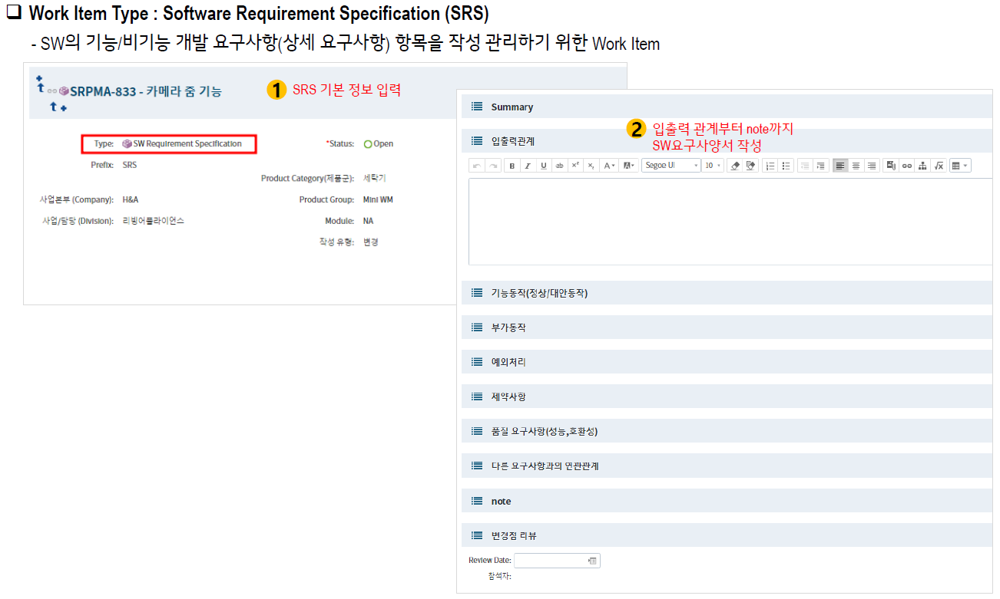 ❑ Work Item Type : Software Requirement Specification (SRS)
- SW의 기능/비기능 개발 요구사항(상세 요구사항) 항목을 작성 관리하기 위한 Work Item
SRPMA-833 - 카메라 줌 기능
1 SRS 기본 정보 입력
Type: SW Requirement Specification
*Status: Open
Prefix: SRS
Product Category(제품군): 세탁기
사업본부 (Company): H&A
Product Group: Mini WM
사업/담당 (Division): 리빙어플라이언스
Module: NA
작성 유형: 변경
Summary
입출력관계
2 입출력 관계부터 note까지
SW요구사양서 작성
B I U ab x² x₂ A A Segoe UI 10
기능동작(정상/대안동작)
부가동작
예외처리
제약사항
품질 요구사항(성능,호환성)
다른 요구사항과의 연관관계
note
변경점 리뷰
Review Date:
참석자: